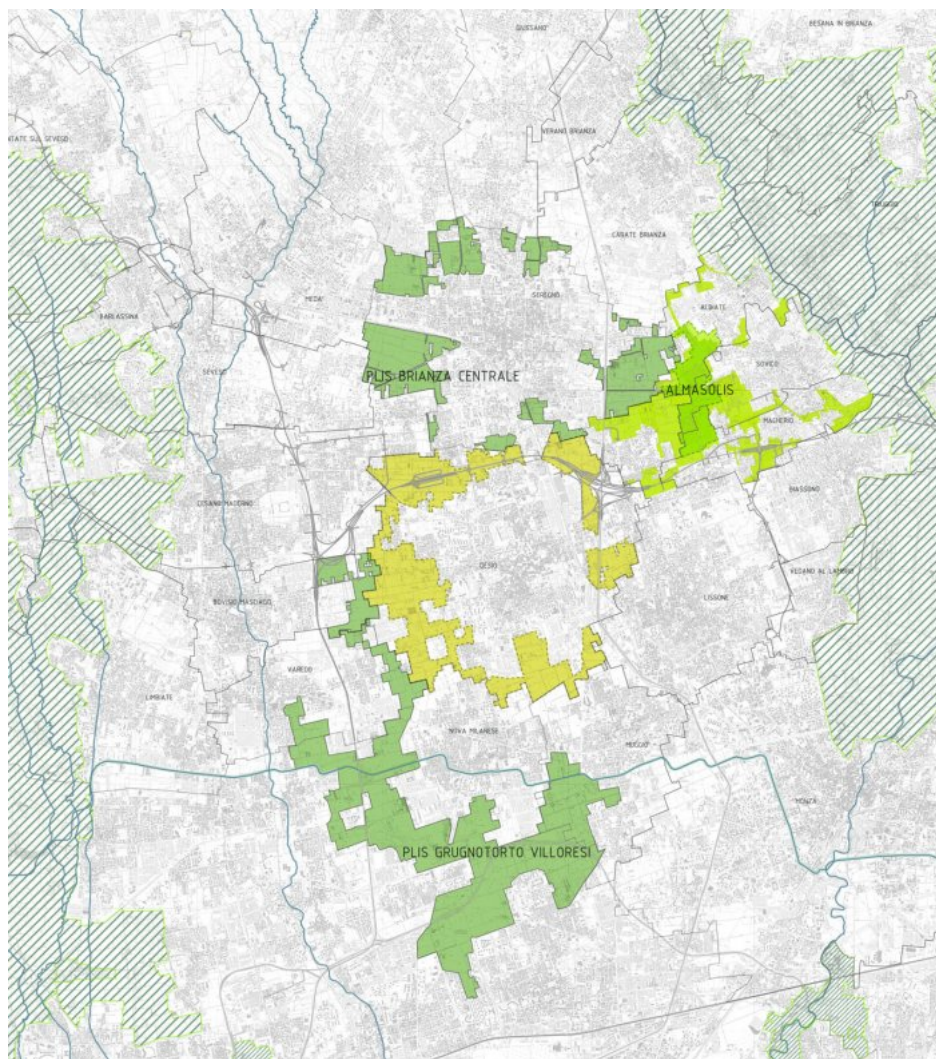 GIUSSANO
BESANA IN BRIANZA
VERANO BRIANZA
TRIUGGIO
CARATE BRIANZA
MEDA
SEREGNO
ALBIATE
BARLASSINA
SEVESO
SOVICO
PLIS BRIANZA CENTRALE
ALMASOLIS
MACHERIO
BIASSONO
CESANO MADERNO
DESIO
VEDANO AL LAMBRO
BOVISIO MASCIAGO
LISSONE
VAREDO
LIMBIATE
NOVA MILANESE
MUGGIO'
MONZA
PLIS GRUGNOTORTO VILLORESI